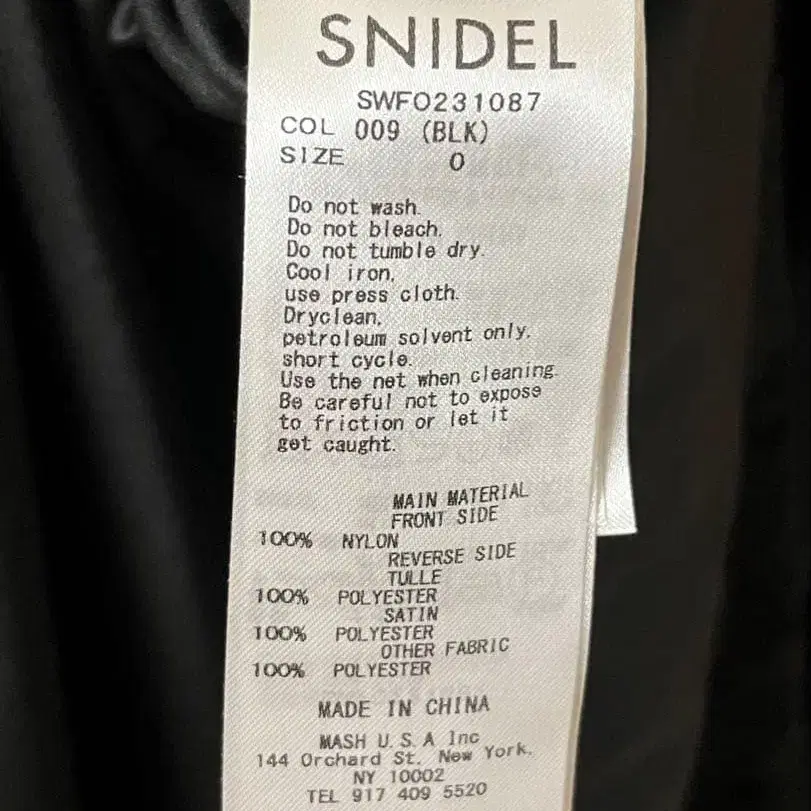 SNIDEL
SWFO231087
COL 009 (BLK)
SIZE 0
Do not wash.
Do not bleach.
Do not tumble dry.
Cool iron,
use press cloth.
Dryclean,
petroleum solvent only.
short cycle.
Use the net when cleaning.
Be careful not to expose
to friction or let it
get caught.
MAIN MATERIAL
FRONT SIDE
100% NYLON
REVERSE SIDE
TULLE
100% POLYESTER
SATIN
100% POLYESTER
OTHER FABRIC
100% POLYESTER
MADE IN CHINA
MASH U.S.A Inc
144 Orchard St. New York.
NY 10002
TEL 917 409 5520